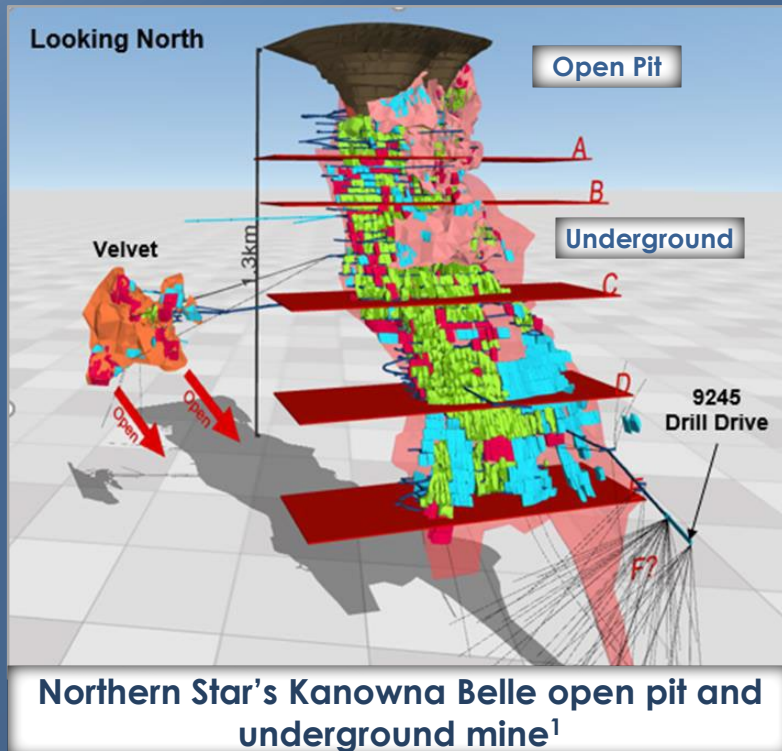 Looking North
Open Pit
A
B
Underground
Velvet
1.3km
C
D
9245
Drill Drive
Open
Open
E
F?
Northern Star's Kanowna Belle open pit and
underground mine1